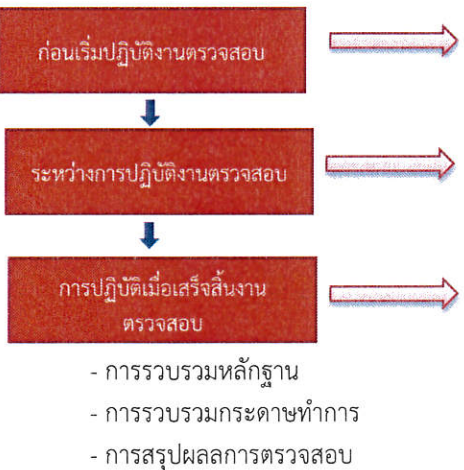 ก่อนเริ่มปฏิบัติงานตรวจสอบ
ระหว่างการปฏิบัติงานตรวจสอบ
การปฏิบัติเมื่อเสร็จสิ้นงาน
ตรวจสอบ
- การรวบรวมหลักฐาน
- การรวบรวมกระดาษทำการ
- การสรุปผลลการตรวจสอบ